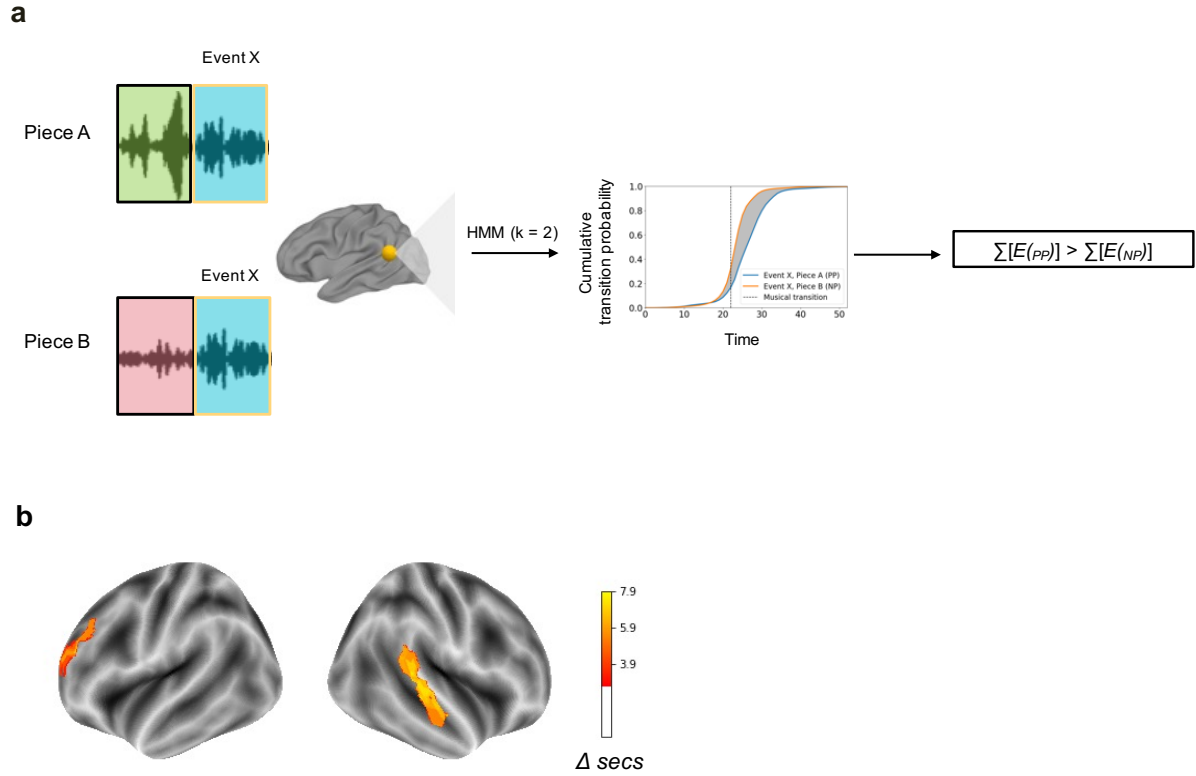 a
Event X
Piece A
Event X
Piece B
HMM (k = 2)
Cumulative
transition probability
1.0
0.8
0.6
0.4
0.2
0.0
0 10 20 30 40 50
Event X, Piece A (PP)
Event X, Piece B (NP)
Musical transition
Time
∑[E(PP)] > ∑[E(NP)]
b
7.9
5.9
3.9
Δ secs